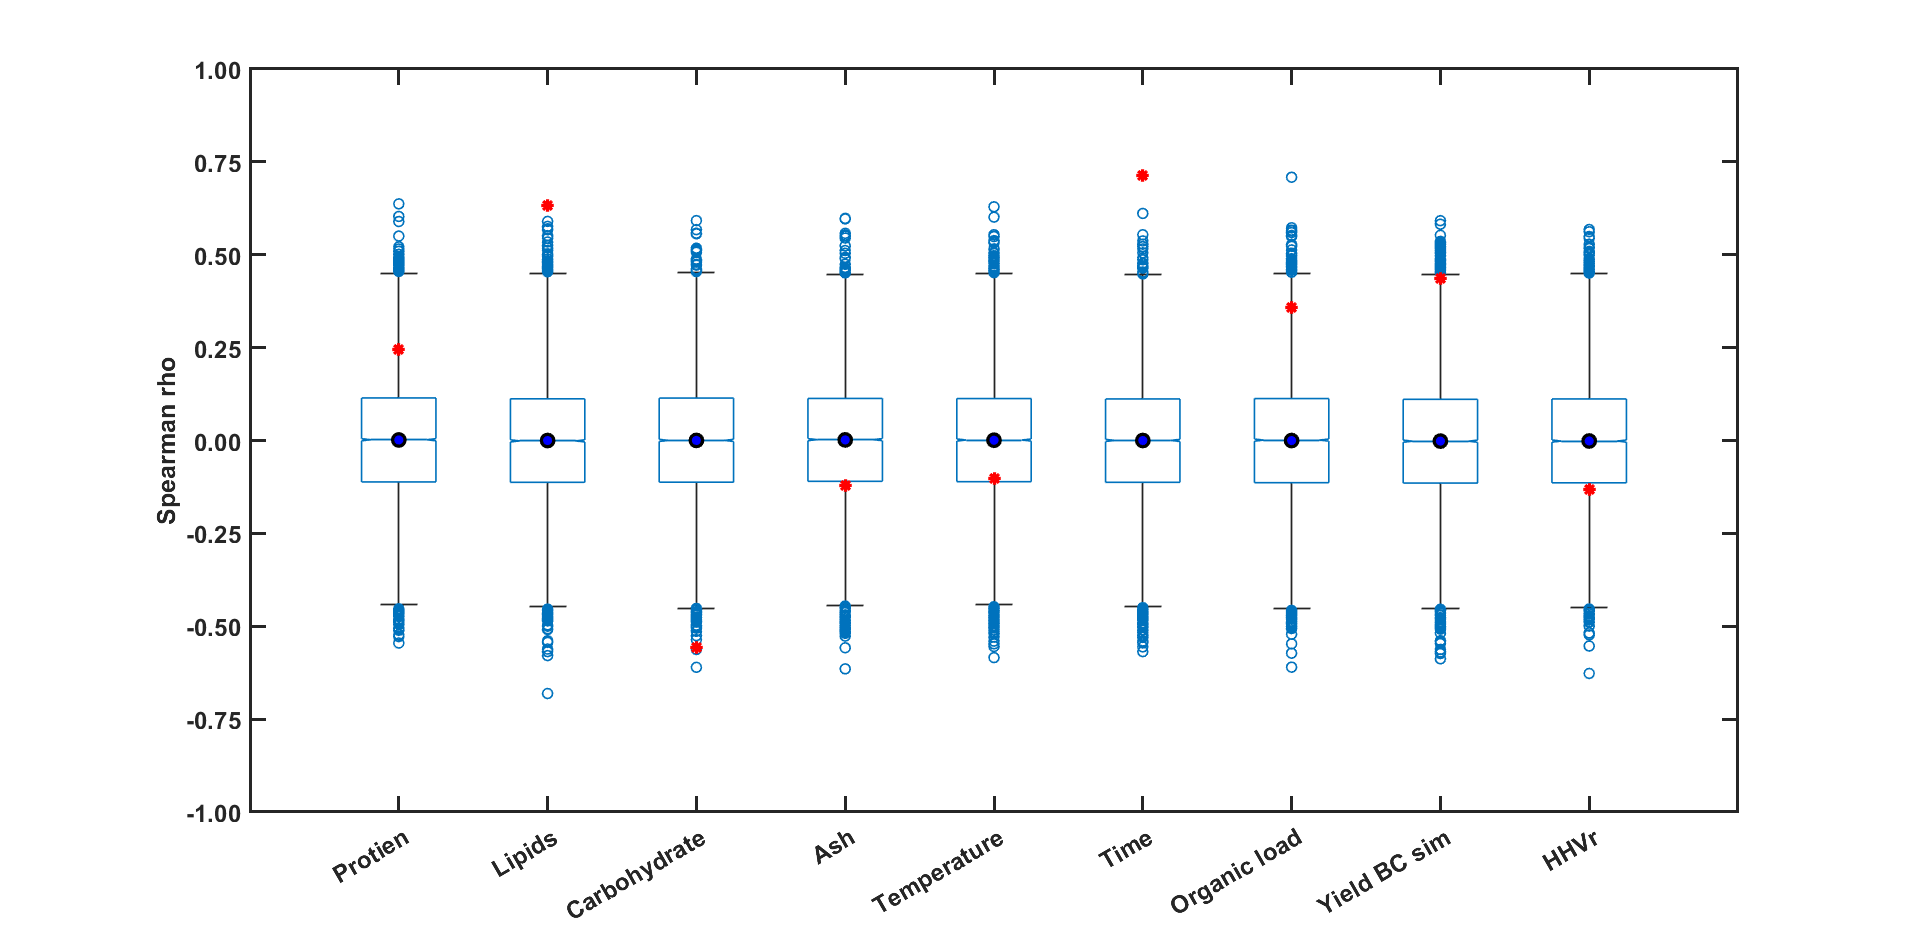 1.00
0.75
0.50
0.25
0.00
-0.25
-0.50
-0.75
-1.00
Spearman rho
Protien
Lipids
Carbohydrate
Ash
Temperature
Time
Organic load
Yield BC sim
HHVr